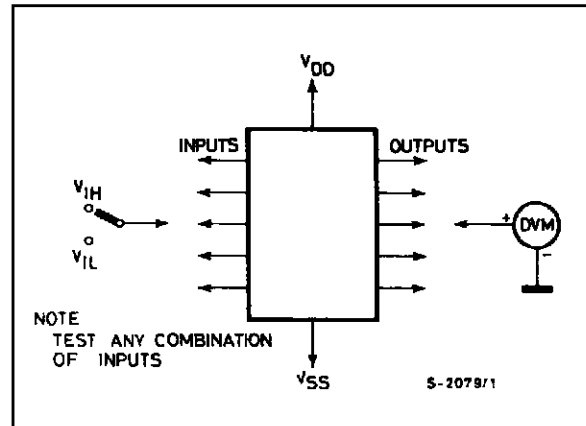 VDD
INPUTS
OUTPUTS
VIH
VIL
+
DVM
-
NOTE
TEST ANY COMBINATION
OF INPUTS
VSS
S-2079/1